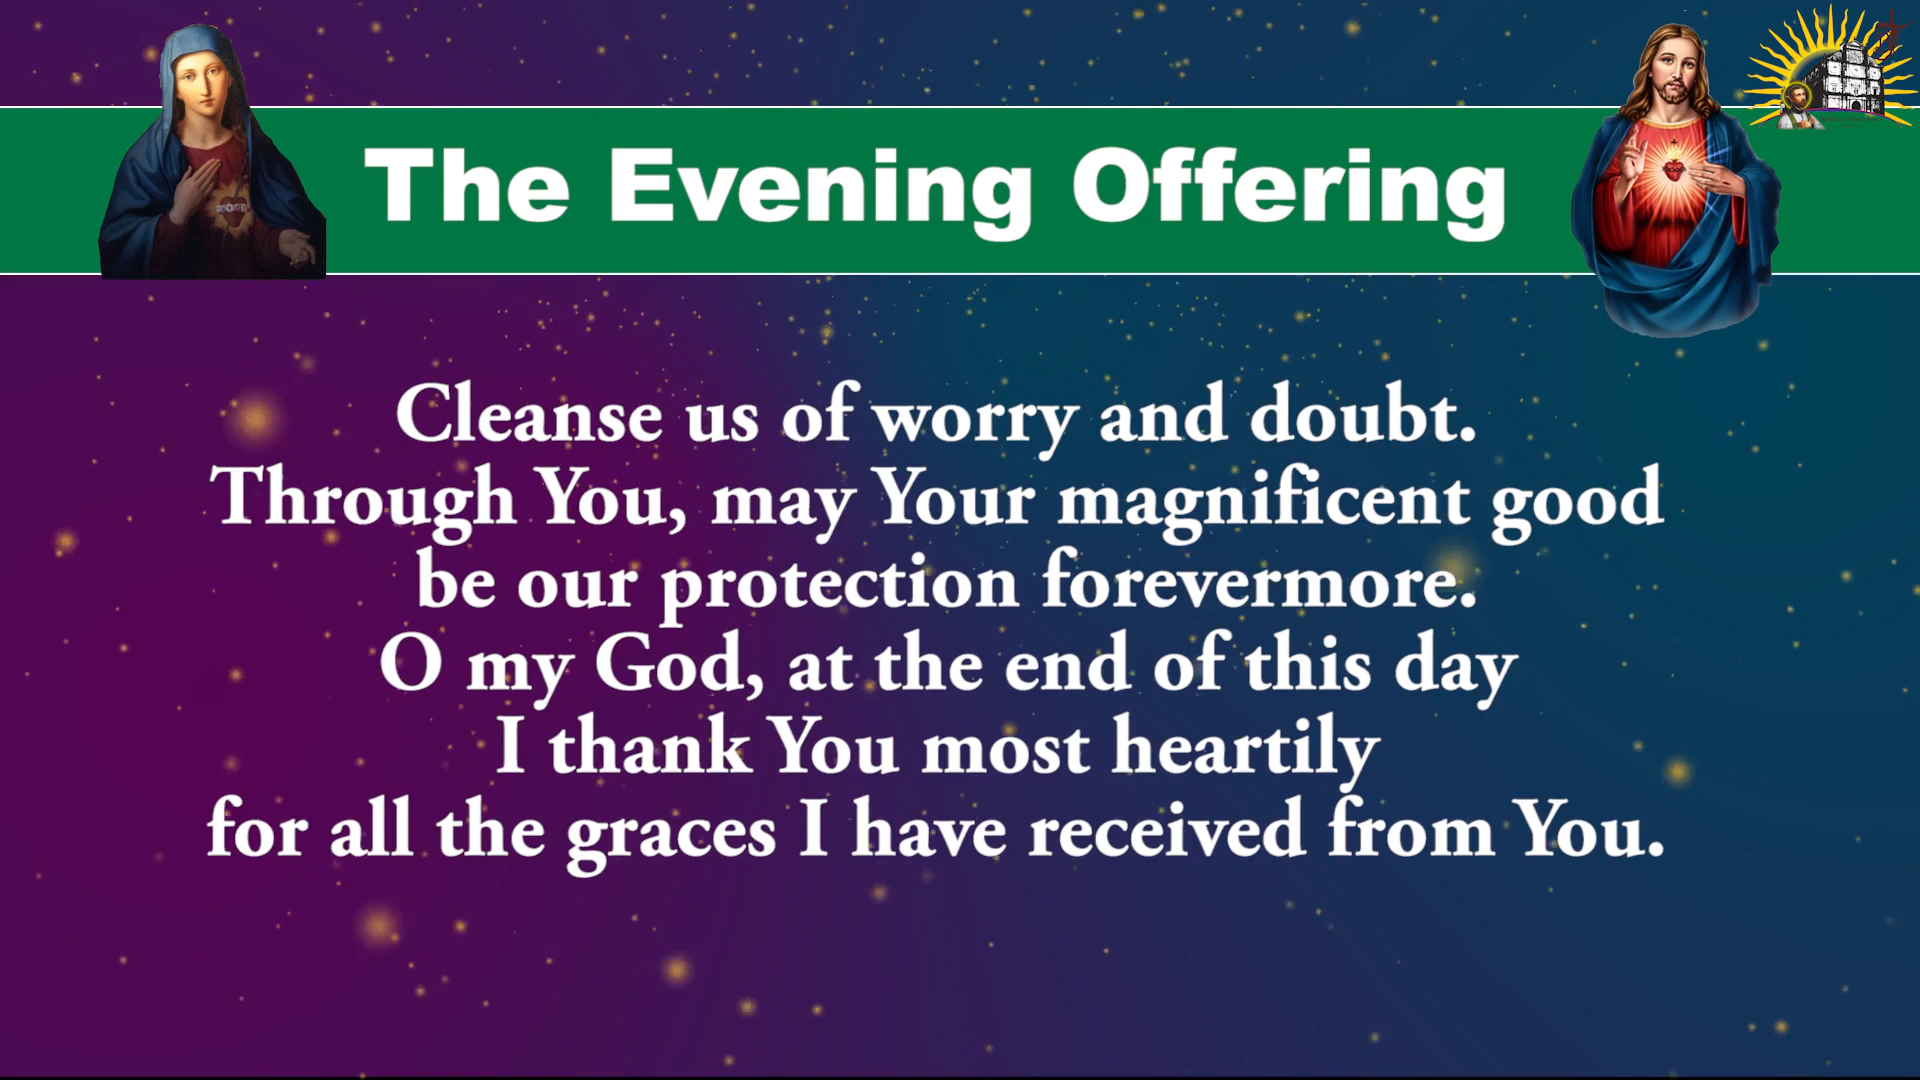 The Evening Offering
Cleanse us of worry and doubt.
Through You, may Your magnificent good
be our protection forevermore.
O my God, at the end of this day
I thank You most heartily
for all the graces I have received from You.